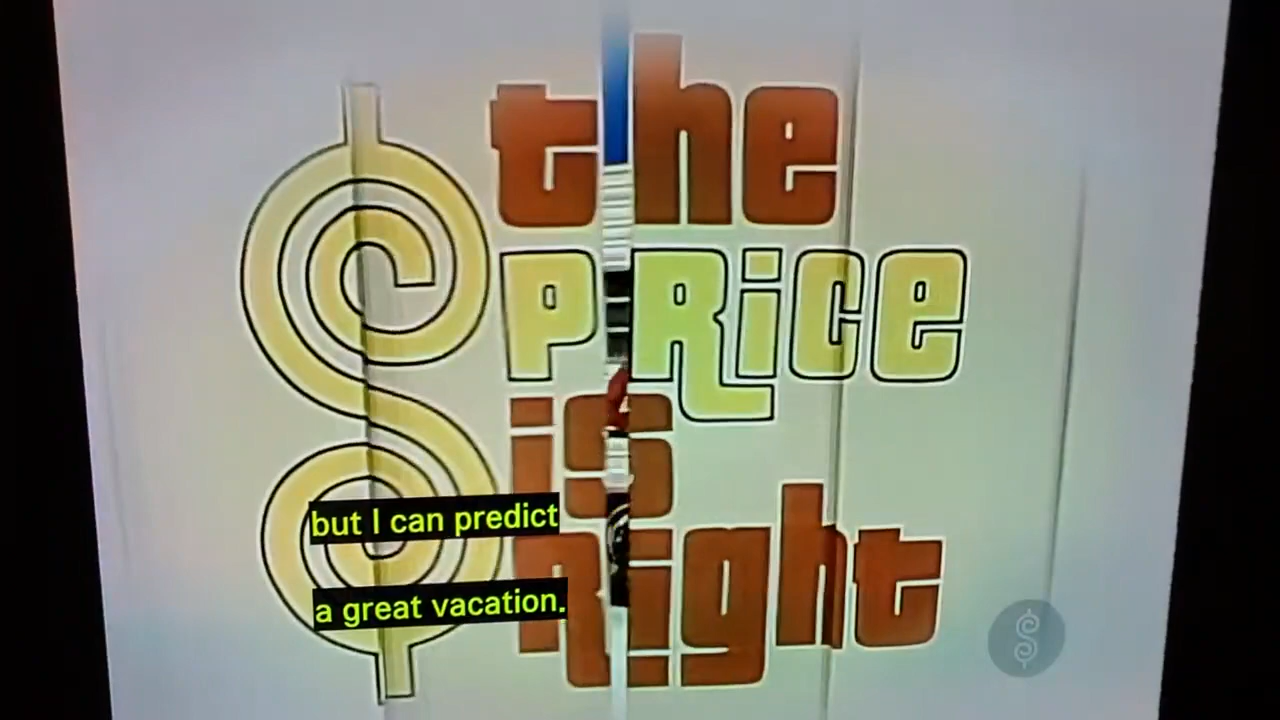 the
PRice
is
Right
but I can predict
a great vacation.